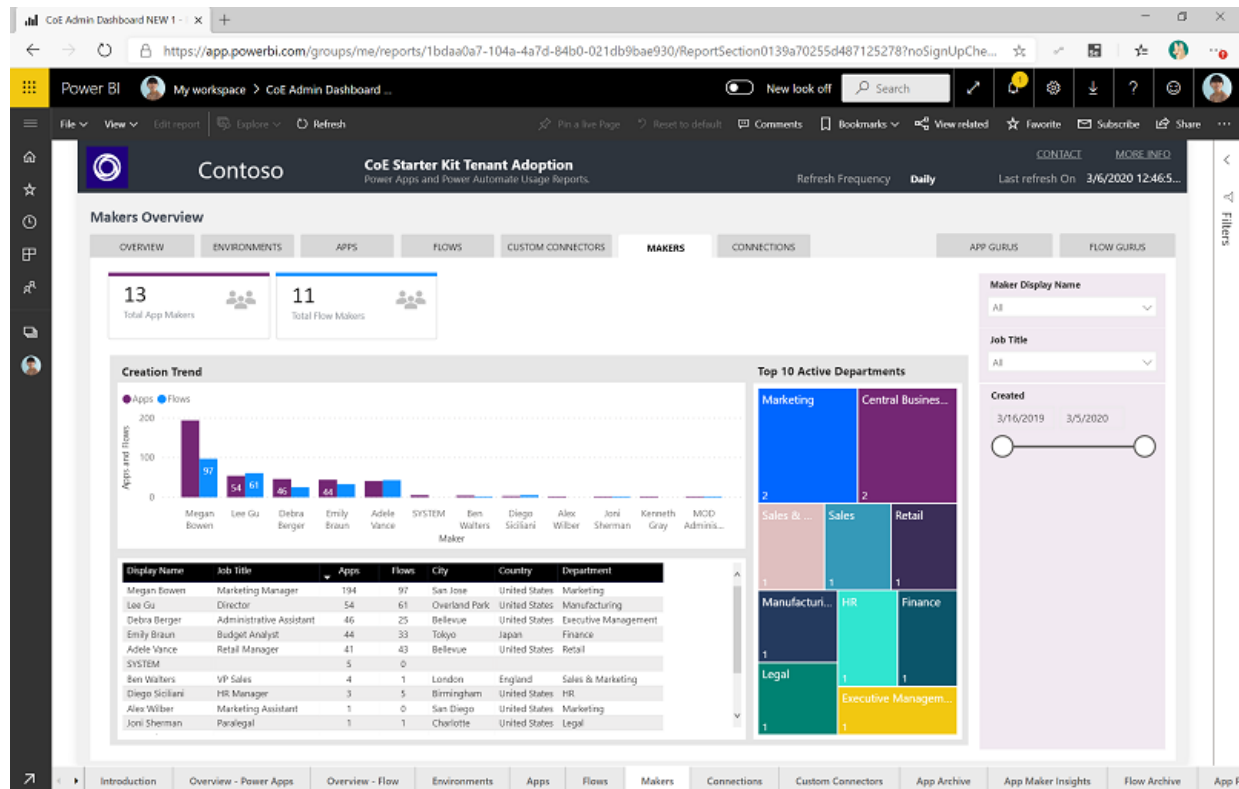 CoE Admin Dashboard NEW 1 -
https://app.powerbi.com/groups/me/reports/1bdaa0a7-104a-4a7d-84b0-021db9bae930/ReportSection0139a70255d487125278?noSignUpChe...
Power BI My workspace > CoE Admin Dashboard ... New look off Search 1
File View Edit report Explore Refresh Pin a live Page Reset to default Comments Bookmarks View related Favorite Subscribe Share ...
Contoso
CoE Starter Kit Tenant Adoption
Power Apps and Power Automate Usage Reports.
CONTACT MORE INFO
Refresh Frequency Daily Last refresh On 3/6/2020 12:46:5...
Filters
Makers Overview
OVERVIEW ENVIRONMENTS APPS FLOWS CUSTOM CONNECTORS MAKERS CONNECTIONS APP GURUS FLOW GURUS
13
Total App Makers
11
Total Flow Makers
Maker Display Name
All
Job Title
All
Created
3/16/2019 3/5/2020
Creation Trend
Apps Flows
Apps and Flows
200
100
0
97
54 61
46
44
Megan Bowen
Lee Gu
Debra Berger
Emily Braun
Adele Vance
SYSTEM
Ben Walters
Diego Siciliani
Alex Wilber
Joni Sherman
Kenneth Gray
MOD Adminis...
Maker
Top 10 Active Departments
Marketing
2
Central Busines...
2
Sales & ...
1
Sales
1
Retail
1
Manufacturi...
1
HR
1
Finance
1
Legal
1
Executive Managem...
1
Display Name Job Title Apps Flows City Country Department
Megan Bowen Marketing Manager 194 97 San Jose United States Marketing
Lee Gu Director 54 61 Overland Park United States Manufacturing
Debra Berger Administrative Assistant 46 25 Bellevue United States Executive Management
Emily Braun Budget Analyst 44 33 Tokyo Japan Finance
Adele Vance Retail Manager 41 43 Bellevue United States Retail
SYSTEM 5 0
Ben Walters VP Sales 4 1 London England Sales & Marketing
Diego Siciliani HR Manager 3 5 Birmingham United States HR
Alex Wilber Marketing Assistant 1 0 San Diego United States Marketing
Joni Sherman Paralegal 1 1 Charlotte United States Legal
Introduction Overview - Power Apps Overview - Flow Environments Apps Flows Makers Connections Custom Connectors App Archive App Maker Insights Flow Archive App